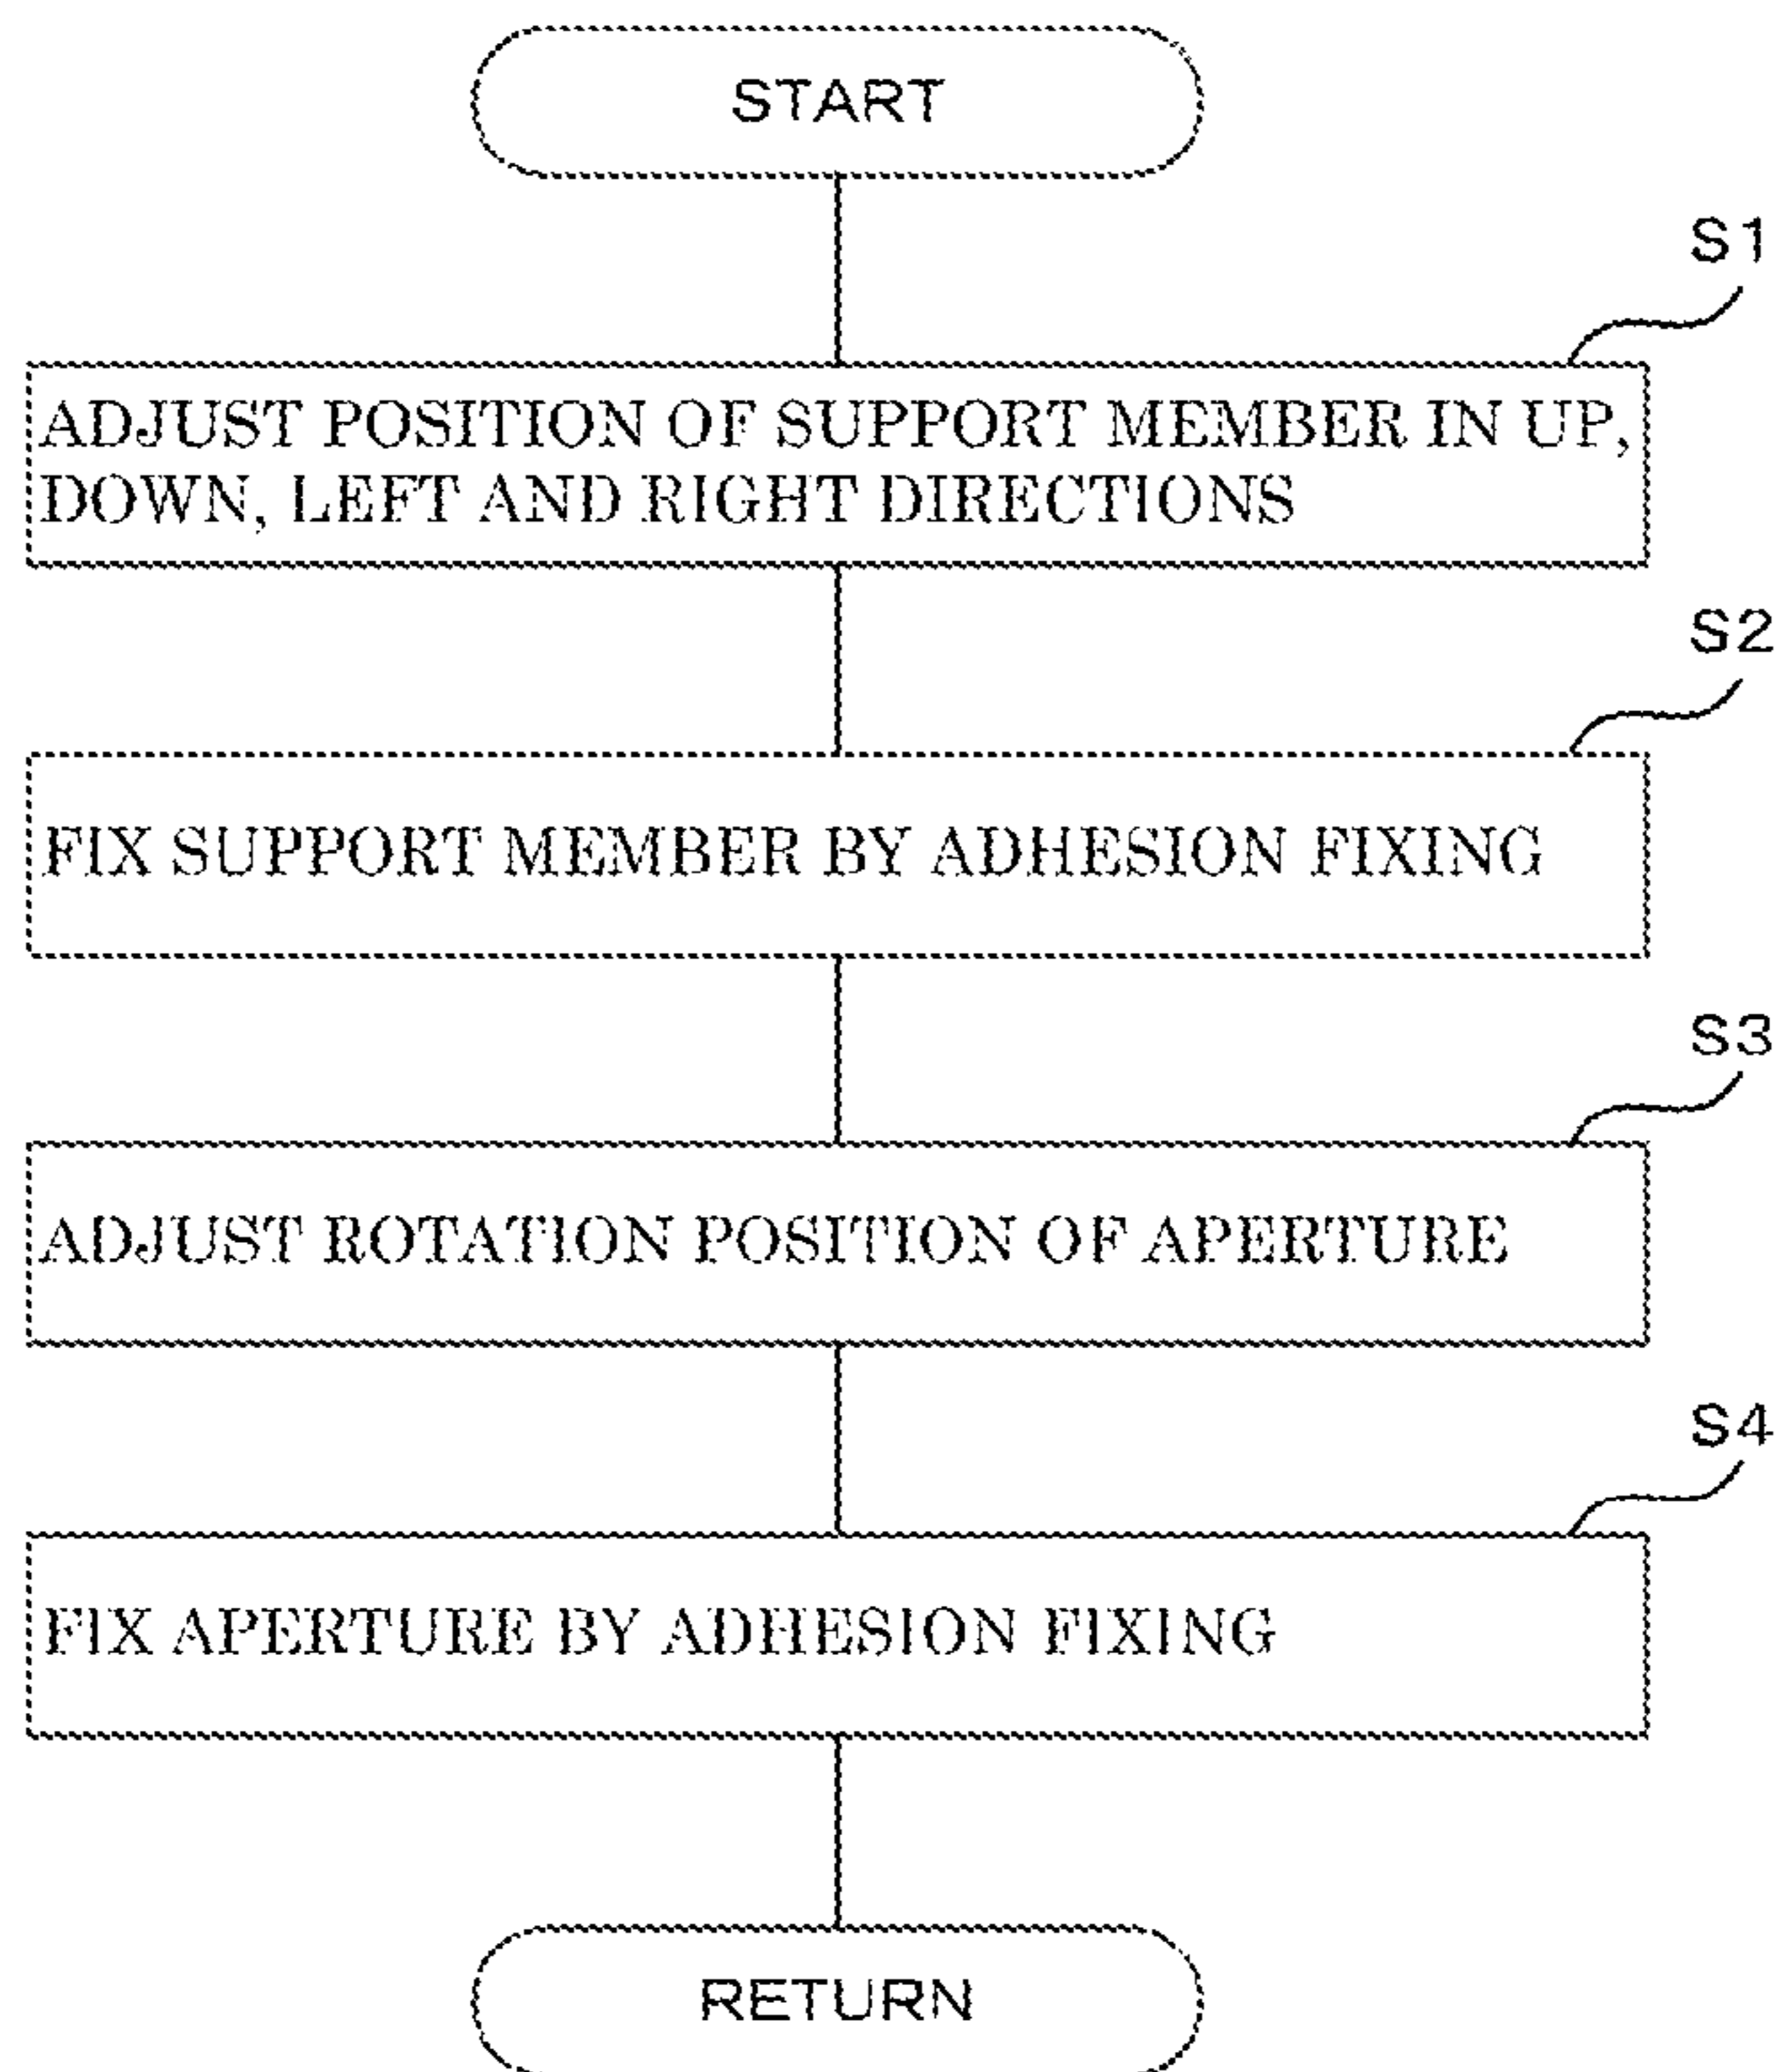 START
S1
ADJUST POSITION OF SUPPORT MEMBER IN UP,
DOWN, LEFT AND RIGHT DIRECTIONS
S2
FIX SUPPORT MEMBER BY ADHESION FIXING
S3
ADJUST ROTATION POSITION OF APERTURE
S4
FIX APERTURE BY ADHESION FIXING
RETURN